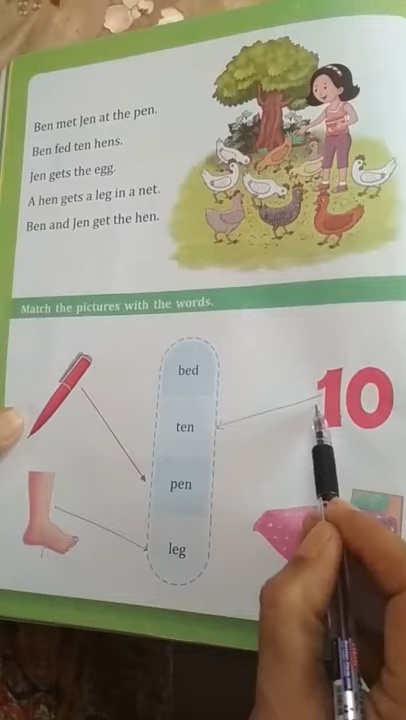 Ben met Jen at the pen.
Ben fed ten hens.
Jen gets the egg.
A hen gets a leg in a net.
Ben and Jen get the hen.
Match the pictures with the words.
bed
ten
10
pen
leg